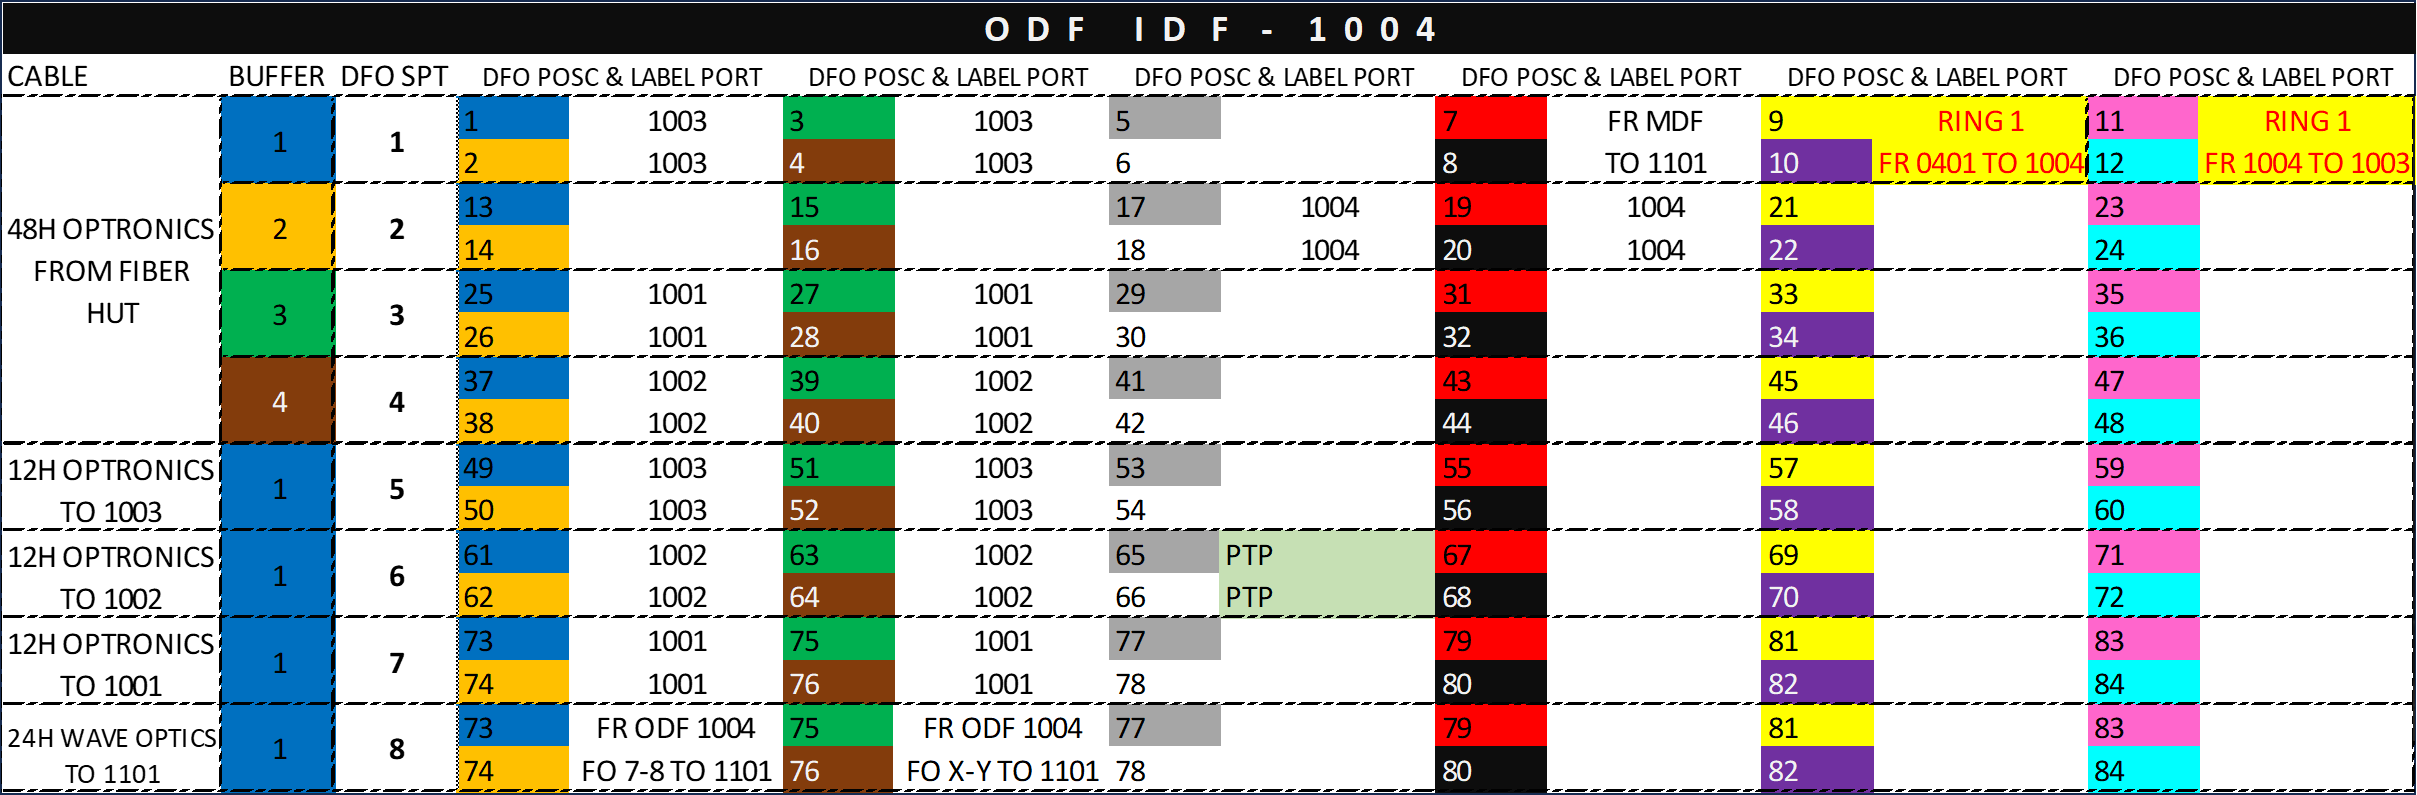 ODF IDF - 1004
CABLE BUFFER DFO SPT DFO POSC & LABEL PORT DFO POSC & LABEL PORT DFO POSC & LABEL PORT DFO POSC & LABEL PORT DFO POSC & LABEL PORT DFO POSC & LABEL PORT
48H OPTRONICS
FROM FIBER
HUT
1 1 1 1003 3 1003 5 7 FR MDF 9 RING 1 11 RING 1
2 1003 4 1003 6 8 TO 1101 10 FR 0401 TO 1004 12 FR 1004 TO 1003
2 2 13 15 17 1004 19 1004 21 23
14 16 18 1004 20 1004 22 24
3 3 25 1001 27 1001 29 31 33 35
26 1001 28 1001 30 32 34 36
4 4 37 1002 39 1002 41 43 45 47
38 1002 40 1002 42 44 46 48
12H OPTRONICS 1 5 49 1003 51 1003 53 55 57 59
TO 1003 50 1003 52 1003 54 56 58 60
12H OPTRONICS 1 6 61 1002 63 1002 65 PTP 67 69 71
TO 1002 62 1002 64 1002 66 PTP 68 70 72
12H OPTRONICS 1 7 73 1001 75 1001 77 79 81 83
TO 1001 74 1001 76 1001 78 80 82 84
24H WAVE OPTICS 1 8 73 FR ODF 1004 75 FR ODF 1004 77 79 81 83
TO 1101 74 FO 7-8 TO 1101 76 FO X-Y TO 1101 78 80 82 84